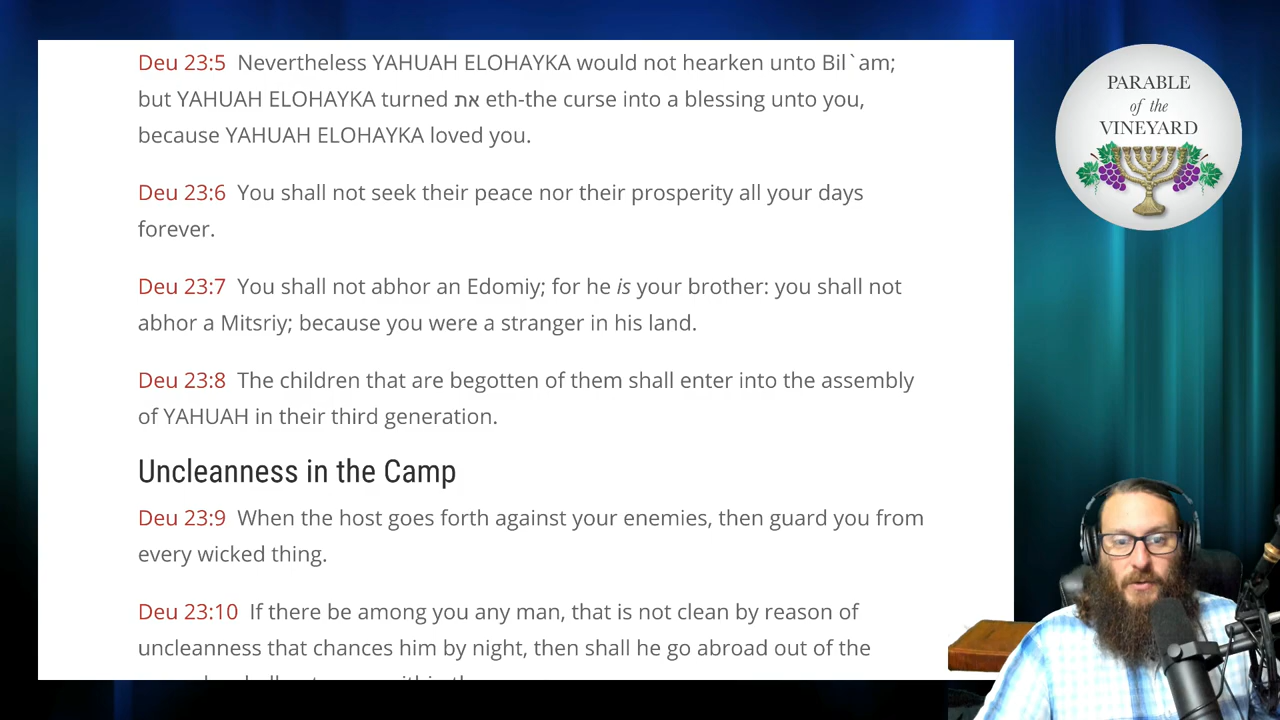 Deu 23:5 Nevertheless YAHUAH ELOHAYKA would not hearken unto Bil`am;
but YAHUAH ELOHAYKA turned את eth-the curse into a blessing unto you,
because YAHUAH ELOHAYKA loved you.
Deu 23:6 You shall not seek their peace nor their prosperity all your days
forever.
Deu 23:7 You shall not abhor an Edomiy; for he is your brother: you shall not
abhor a Mitsriy; because you were a stranger in his land.
Deu 23:8 The children that are begotten of them shall enter into the assembly
of YAHUAH in their third generation.
Uncleanness in the Camp
Deu 23:9 When the host goes forth against your enemies, then guard you from
every wicked thing.
Deu 23:10 If there be among you any man, that is not clean by reason of
uncleanness that chances him by night, then shall he go abroad out of the
PARABLE
of the
VINEYARD